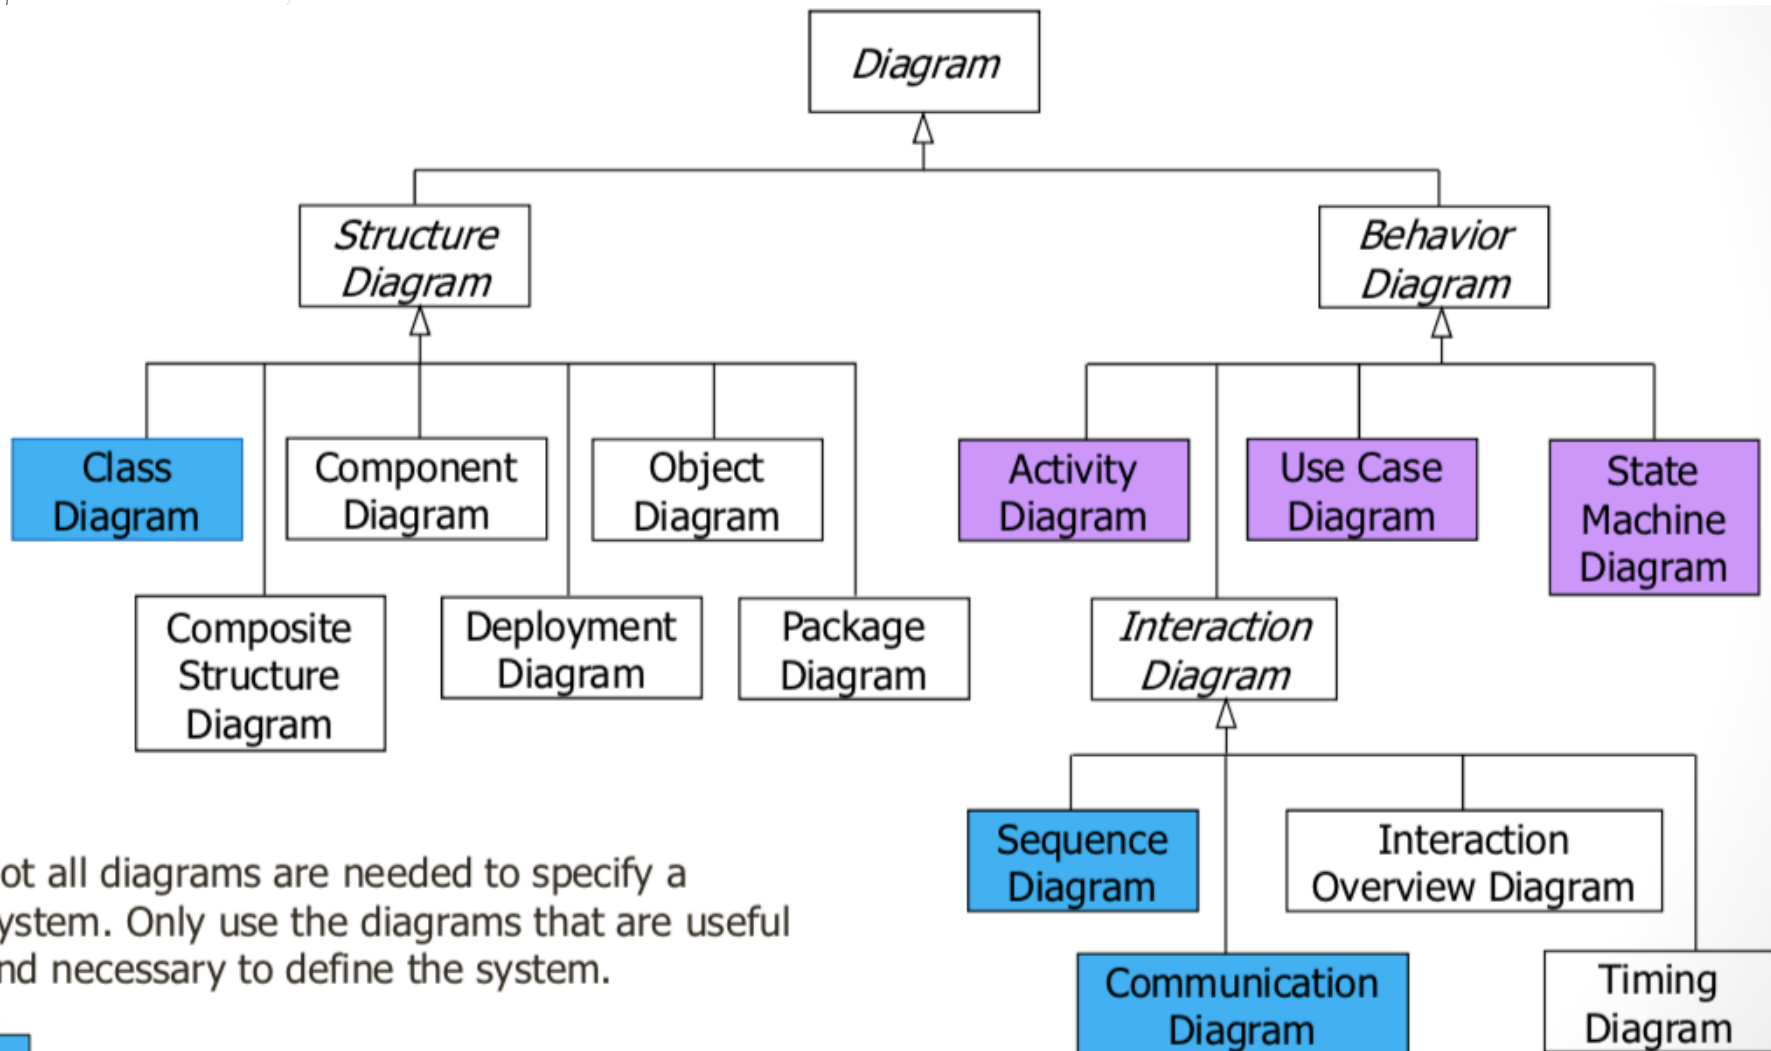 Diagram
Structure
Diagram
Behavior
Diagram
Class
Diagram
Component
Diagram
Object
Diagram
Activity
Diagram
Use Case
Diagram
State
Machine
Diagram
Composite
Structure
Diagram
Deployment
Diagram
Package
Diagram
Interaction
Diagram
Sequence
Diagram
Interaction
Overview Diagram
Communication
Diagram
Timing
Diagram
ot all diagrams are needed to specify a
ystem. Only use the diagrams that are useful
nd necessary to define the system.